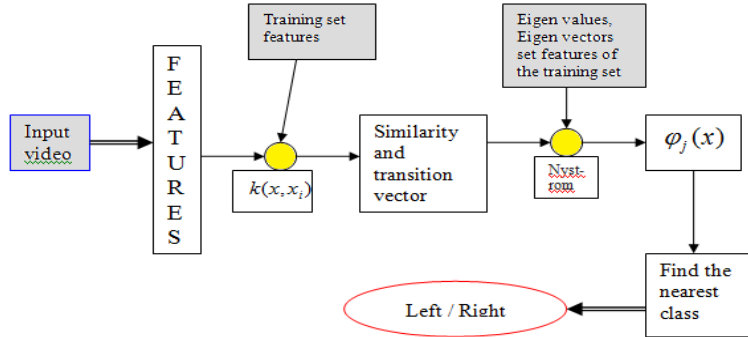 Training set
features
Eigen values,
Eigen vectors
set features of
the training set
Input
video
F
E
A
T
U
R
E
S
k(x, x_i)
Similarity
and
transition
vector
Nyst-
rom
φ_j(x)
Find the
nearest
class
Left / Right